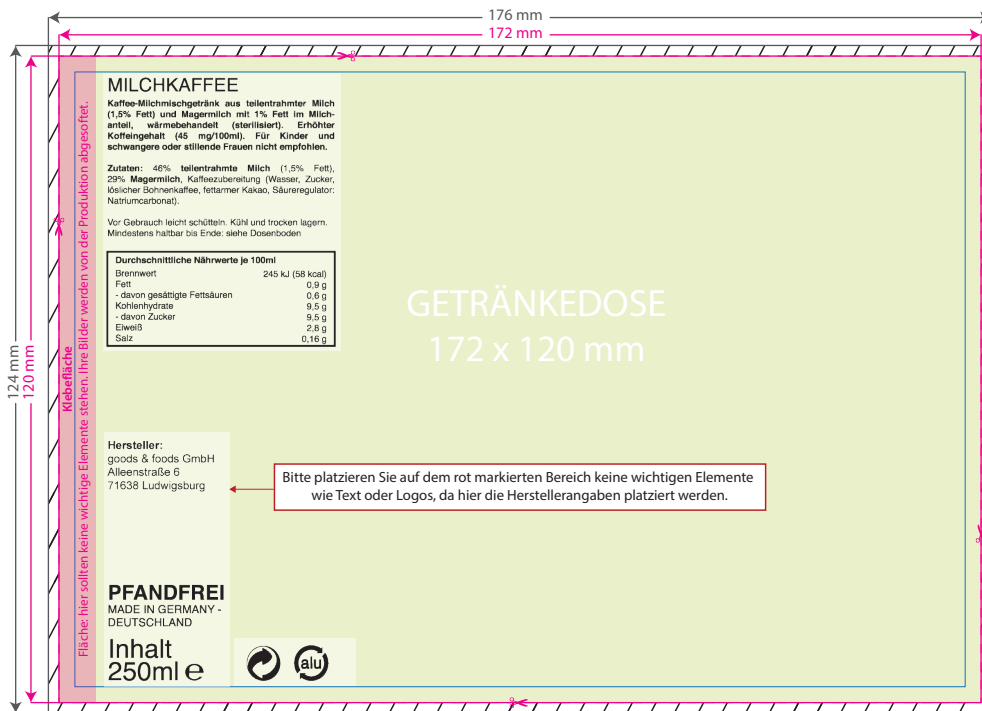 176 mm
172 mm
124 mm
120 mm
Klebefläche
Fläche: hier sollten keine wichtige Elemente stehen. Ihre Bilder werden von der Produktion abgesoftet.
MILCHKAFFEE
Kaffee-Milchmischgetränk aus teilentrahmter Milch
(1,5% Fett) und Magermilch mit 1% Fett im Milch-
anteil, wärmebehandelt (sterilisiert). Erhöhter
Koffeingehalt (45 mg/100ml). Für Kinder und
schwangere oder stillende Frauen nicht empfohlen.
Zutaten: 46% teilentrahmte Milch (1,5% Fett),
29% Magermilch, Kaffeezubereitung (Wasser, Zucker,
löslicher Bohnenkaffee, fettarmer Kakao, Säureregulator:
Natriumcarbonat).
Vor Gebrauch leicht schütteln. Kühl und trocken lagern.
Mindestens haltbar bis Ende: siehe Dosenboden
Durchschnittliche Nährwerte je 100ml
Brennwert 245 kJ (58 kcal)
Fett 0,9 g
- davon gesättigte Fettsäuren 0,6 g
Kohlenhydrate 9,5 g
- davon Zucker 9,5 g
Eiweiß 2,8 g
Salz 0,16 g
GETRÄNKEDOSE
172 x 120 mm
Hersteller:
goods & foods GmbH
Alleenstraße 6
71638 Ludwigsburg
Bitte platzieren Sie auf dem rot markierten Bereich keine wichtigen Elemente
wie Text oder Logos, da hier die Herstellerangaben platziert werden.
PFANDFREI
MADE IN GERMANY -
DEUTSCHLAND
Inhalt
250ml ℮
alu